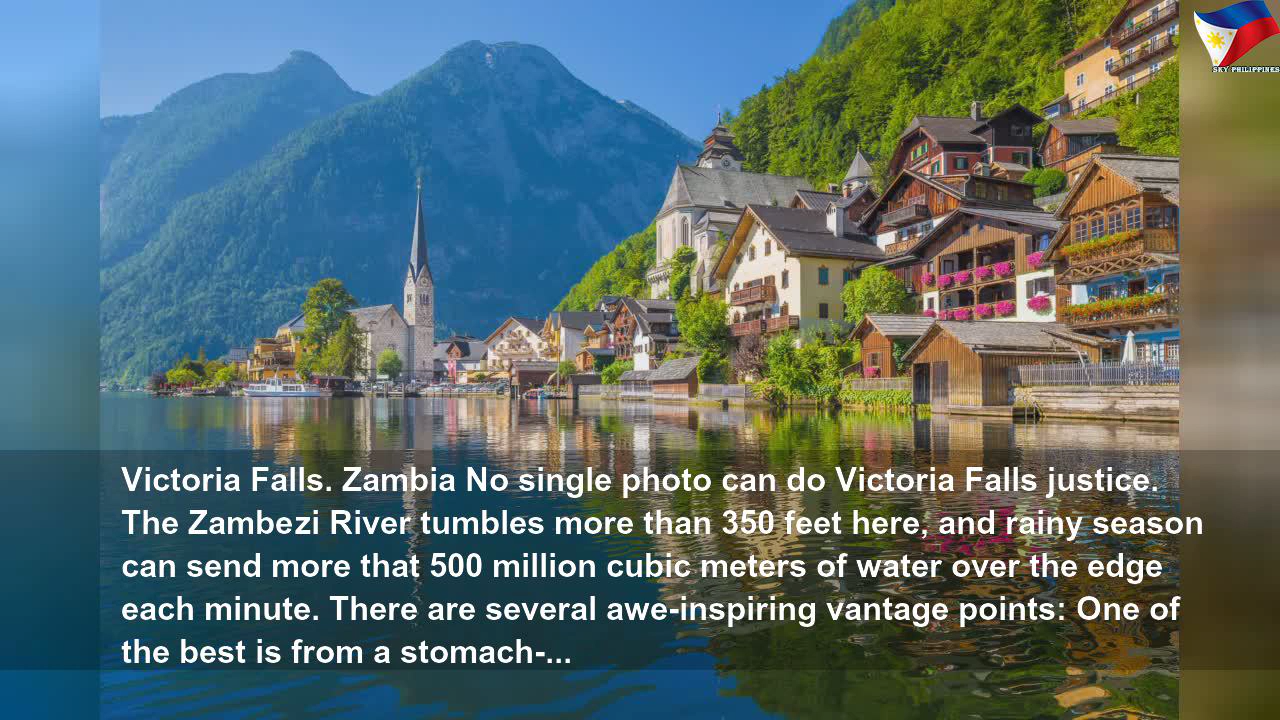 SKY PHILIPPINES
Victoria Falls. Zambia No single photo can do Victoria Falls justice.
The Zambezi River tumbles more than 350 feet here, and rainy season
can send more that 500 million cubic meters of water over the edge
each minute. There are several awe-inspiring vantage points: One of
the best is from a stomach-...